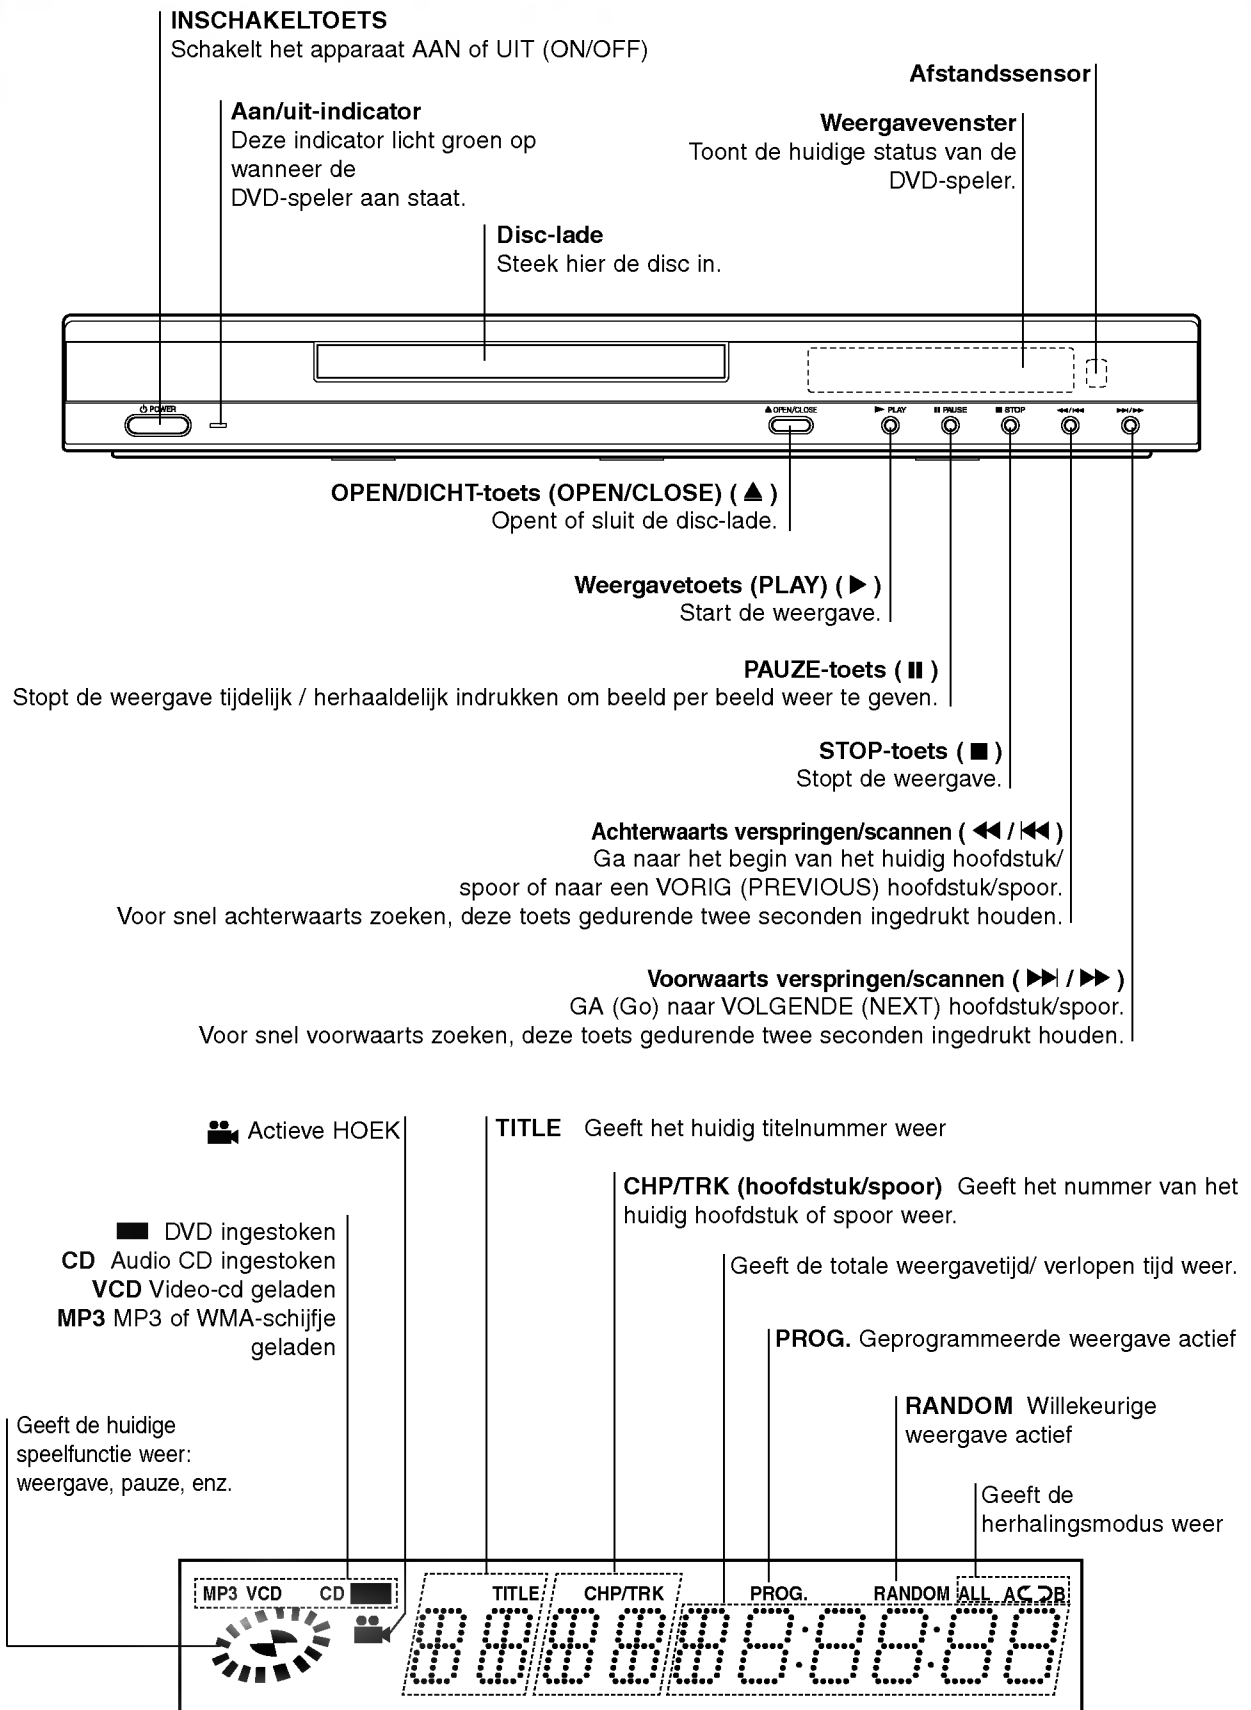 INSCHAKELTOETS
Schakelt het apparaat AAN of UIT (ON/OFF)
Afstandssensor
Aan/uit-indicator
Deze indicator licht groen op
wanneer de
DVD-speler aan staat.
Weergavevenster
Toont de huidige status van de
DVD-speler.
Disc-lade
Steek hier de disc in.
⏻ POWER
▲ OPEN/CLOSE
► PLAY
II PAUSE
■ STOP
◄◄/I◄◄
►►I/►►
OPEN/DICHT-toets (OPEN/CLOSE) ( ▲ )
Opent of sluit de disc-lade.
Weergavetoets (PLAY) ( ► )
Start de weergave.
PAUZE-toets ( II )
Stopt de weergave tijdelijk / herhaaldelijk indrukken om beeld per beeld weer te geven.
STOP-toets ( ■ )
Stopt de weergave.
Achterwaarts verspringen/scannen ( ◄◄ / I◄◄ )
Ga naar het begin van het huidig hoofdstuk/
spoor of naar een VORIG (PREVIOUS) hoofdstuk/spoor.
Voor snel achterwaarts zoeken, deze toets gedurende twee seconden ingedrukt houden.
Voorwaarts verspringen/scannen ( ►►I / ►► )
GA (Go) naar VOLGENDE (NEXT) hoofdstuk/spoor.
Voor snel voorwaarts zoeken, deze toets gedurende twee seconden ingedrukt houden.
Actieve HOEK
TITLE Geeft het huidig titelnummer weer
CHP/TRK (hoofdstuk/spoor) Geeft het nummer van het
huidig hoofdstuk of spoor weer.
DVD ingestoken
CD Audio CD ingestoken
VCD Video-cd geladen
MP3 MP3 of WMA-schijfje
geladen
Geeft de totale weergavetijd/ verlopen tijd weer.
PROG. Geprogrammeerde weergave actief
RANDOM Willekeurige
weergave actief
Geeft de huidige
speelfunctie weer:
weergave, pauze, enz.
Geeft de
herhalingsmodus weer
MP3 VCD CD TITLE CHP/TRK PROG. RANDOM ALL A B